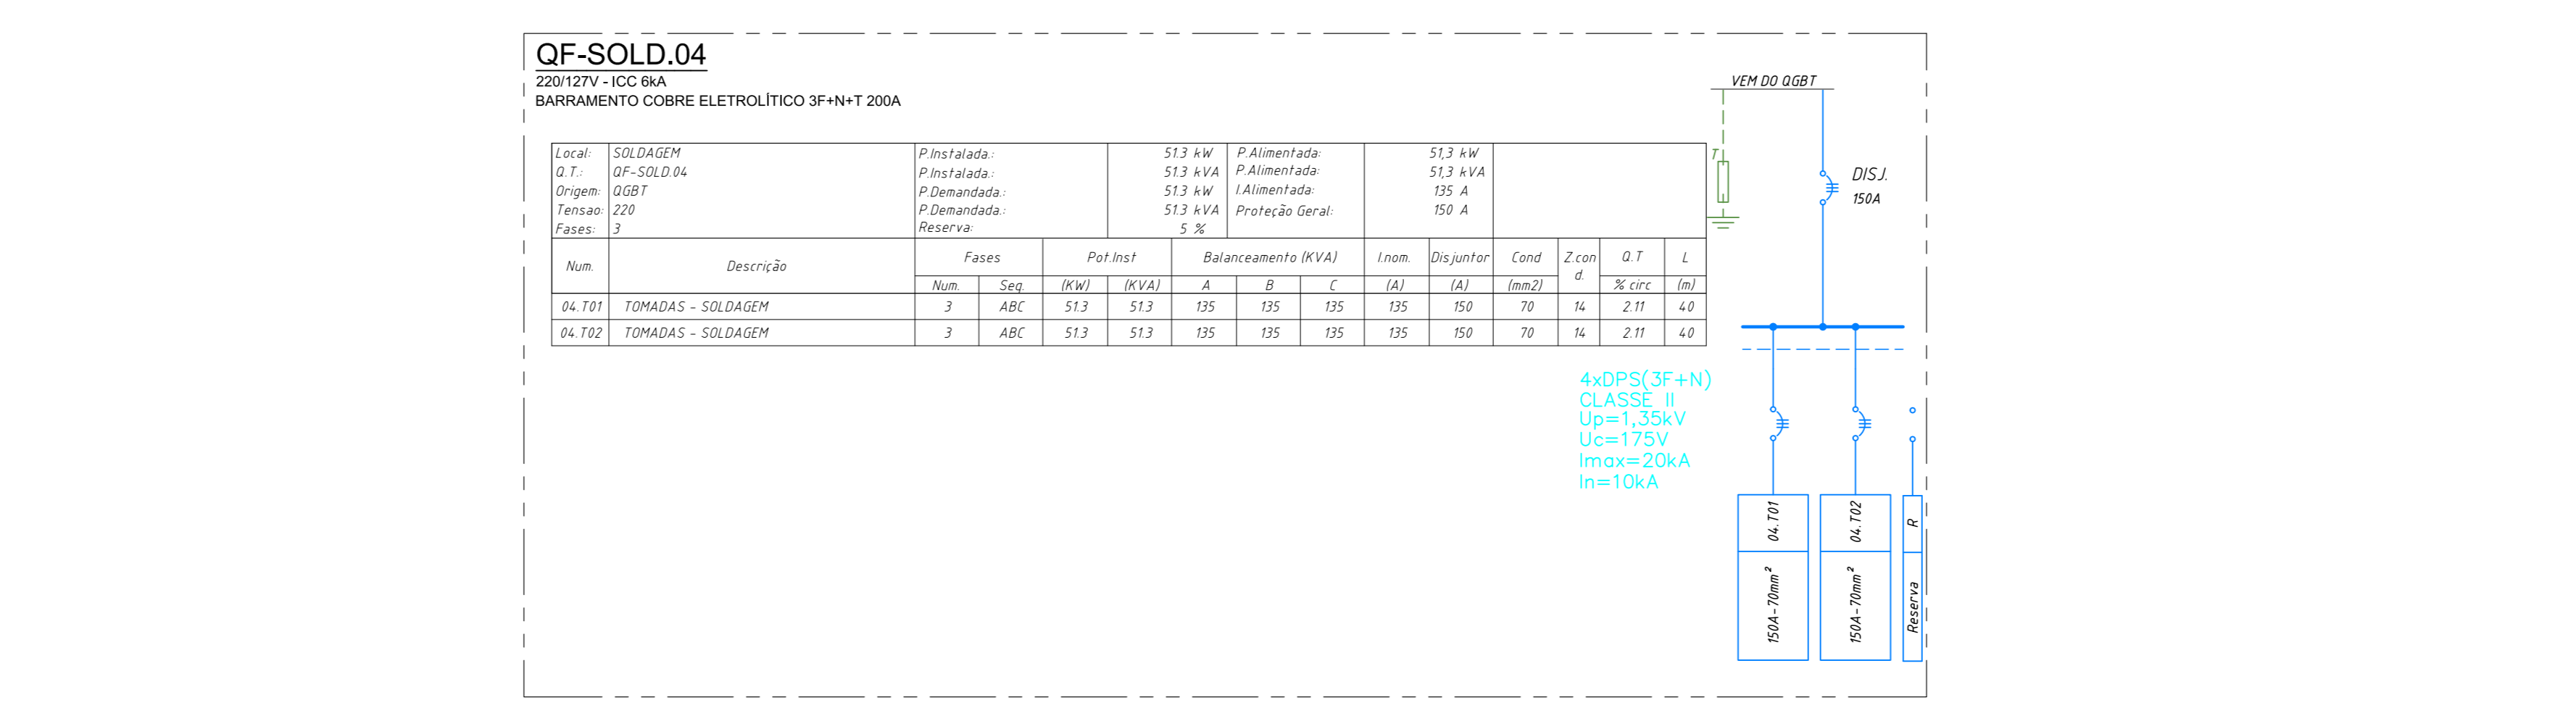 QF-SOLD.04
220/127V - ICC 6kA
BARRAMENTO COBRE ELETROLÍTICO 3F+N+T 200A
VEM DO QGBT
Local: SOLDAGEM P.Instalada.: 51.3 kW P.Alimentada: 51,3 kW
Q.T.: QF-SOLD.04 P.Instalada.: 51.3 kVA P.Alimentada: 51,3 kVA
Origem: QGBT P.Demandada.: 51.3 kW I.Alimentada: 135 A
Tensao: 220 P.Demandada.: 51.3 kVA Proteção Geral: 150 A
Fases: 3 Reserva: 5 %
Num. Descrição Fases Pot.Inst Balanceamento (KVA) I.nom. Disjuntor Cond Z.con Q.T L
d.
Num. Seq. (KW) (KVA) A B C (A) (A) (mm2) % circ (m)
04.T01 TOMADAS - SOLDAGEM 3 ABC 51.3 51.3 135 135 135 135 150 70 14 2.11 40
04.T02 TOMADAS - SOLDAGEM 3 ABC 51.3 51.3 135 135 135 135 150 70 14 2.11 40
T
DISJ.
150A
4xDPS(3F+N)
CLASSE II
Up=1,35kV
Uc=175V
Imax=20kA
In=10kA
04.T01
150A-70mm²
04.T02
150A-70mm²
R
Reserva